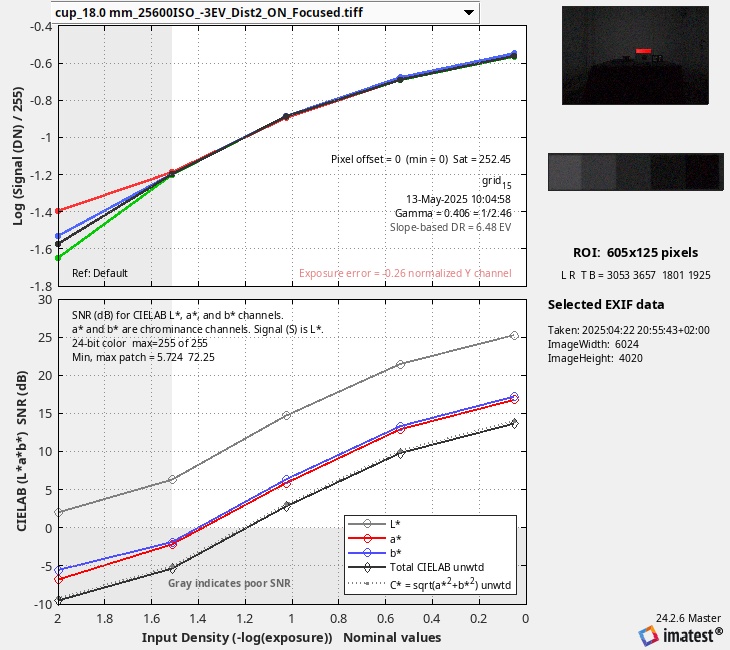 cup_18.0 mm_25600ISO_-3EV_Dist2_ON_Focused.tiff
Log (Signal (DN) / 255)
-0.4
-0.6
-0.8
-1
-1.2
-1.4
-1.6
-1.8
Pixel offset = 0 (min = 0) Sat = 252.45
grid15
13-May-2025 10:04:58
Gamma = 0.406 = 1/2.46
Slope-based DR = 6.48 EV
Ref: Default
Exposure error = -0.26 normalized Y channel
CIELAB (L*a*b*) SNR (dB)
30
25
20
15
10
5
0
-5
-10
SNR (dB) for CIELAB L*, a*, and b* channels.
a* and b* are chrominance channels. Signal (S) is L*.
24-bit color max=255 of 255
Min, max patch = 5.724 72.25
L*
a*
b*
Total CIELAB unwtd
C* = sqrt(a*2+b*2) unwtd
Gray indicates poor SNR
2 1.8 1.6 1.4 1.2 1 0.8 0.6 0.4 0.2 0
Input Density (-log(exposure)) Nominal values
ROI: 605x125 pixels
L R T B = 3053 3657 1801 1925
Selected EXIF data
Taken: 2025:04:22 20:55:43+02:00
ImageWidth: 6024
ImageHeight: 4020
24.2.6 Master
imatest®